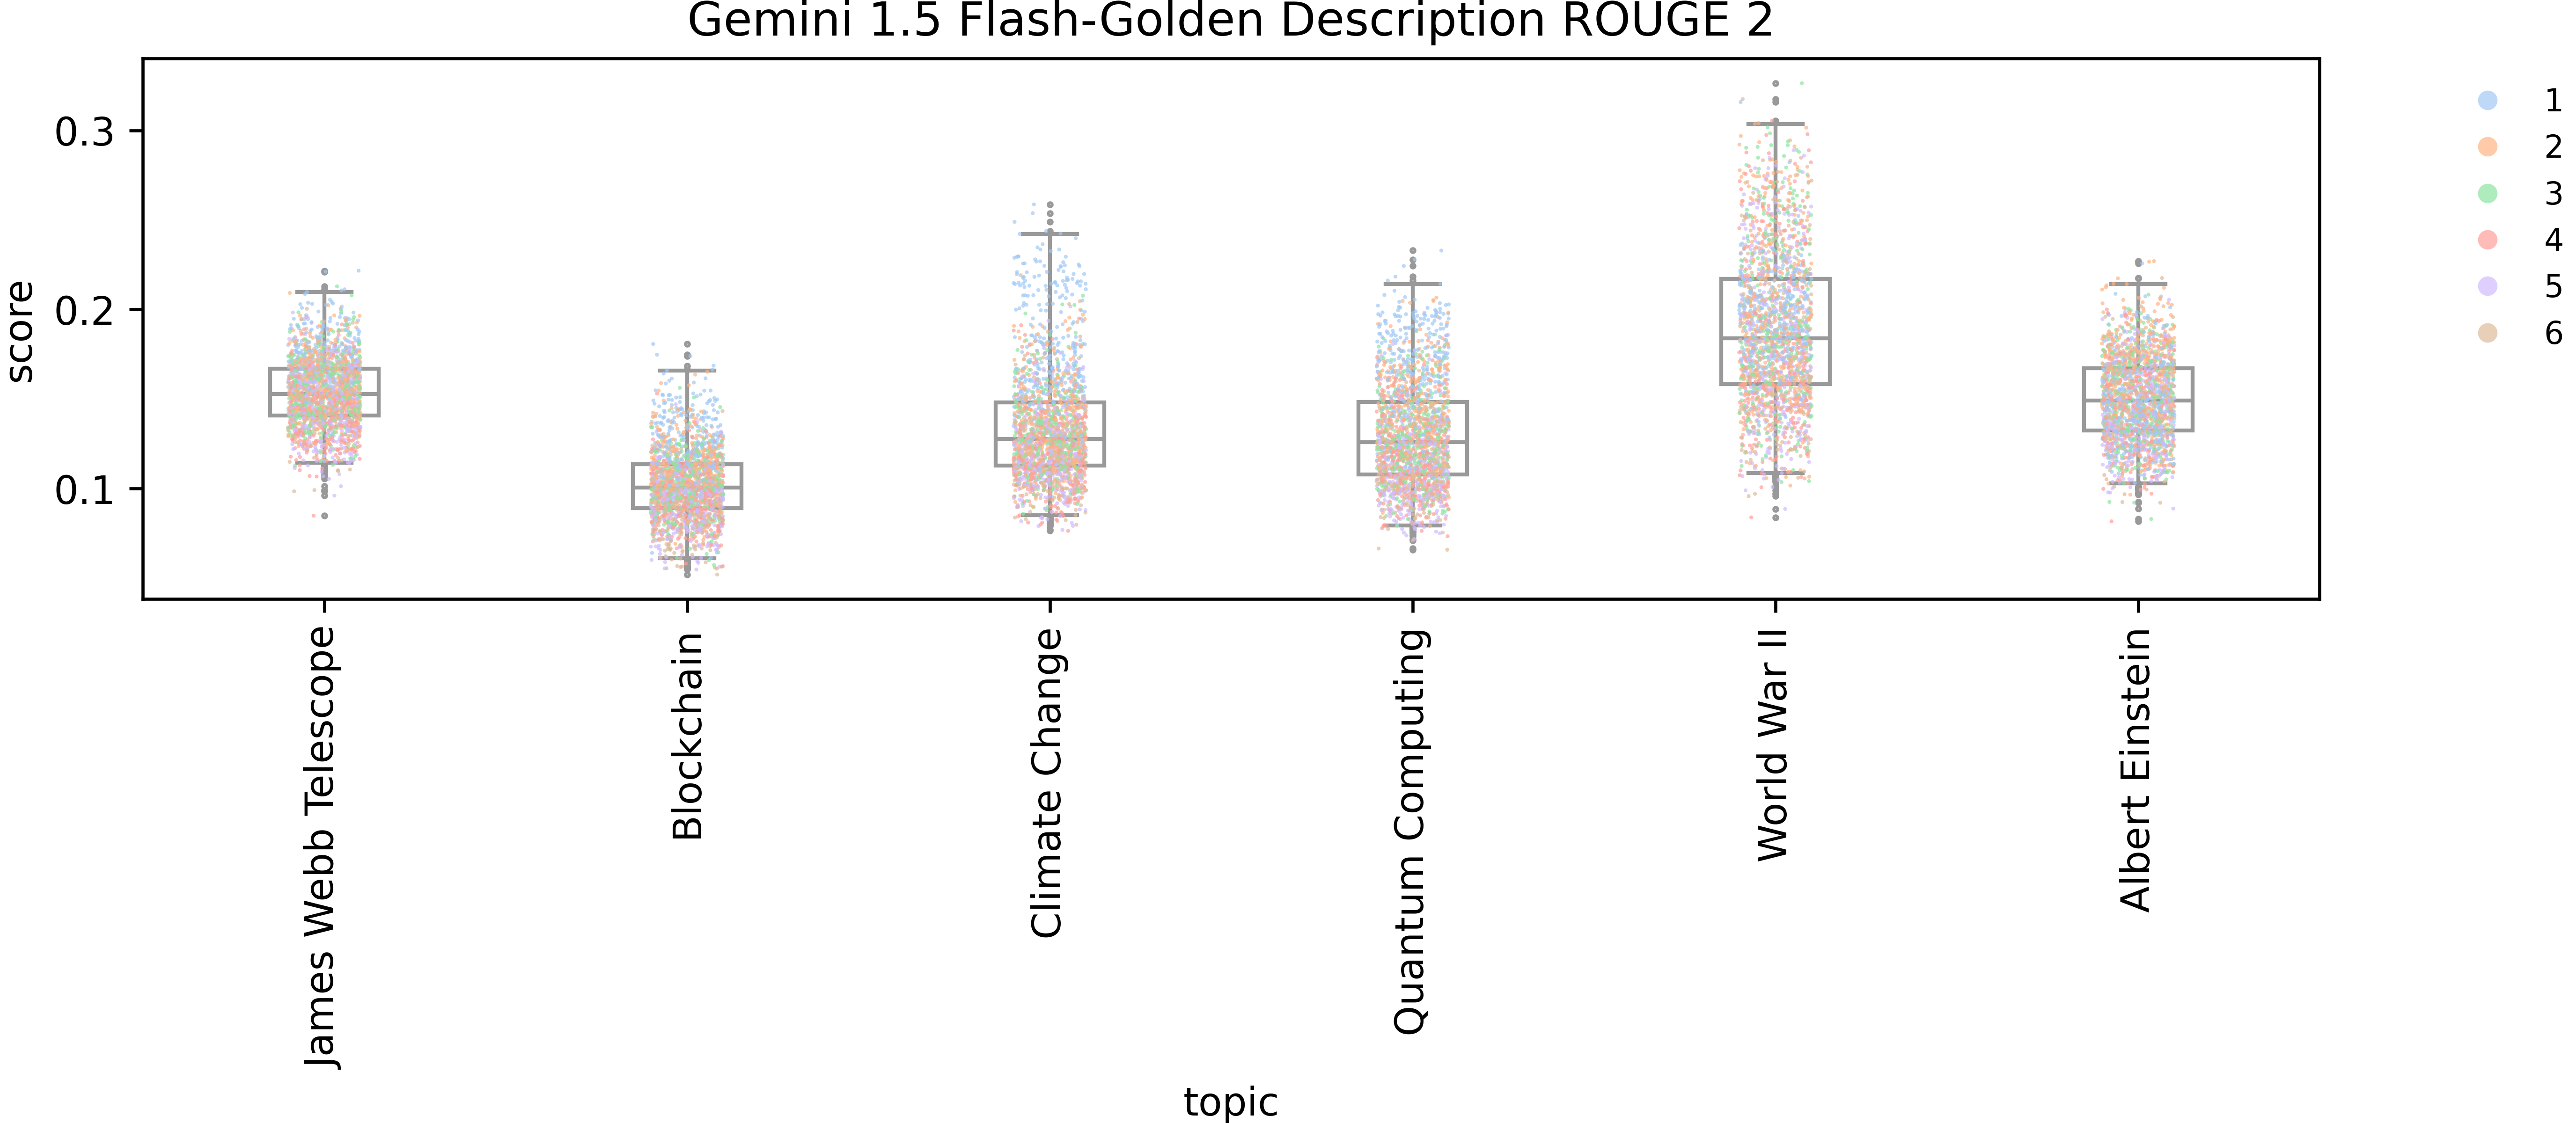 Gemini 1.5 Flash-Golden Description ROUGE 2
score
0.3
0.2
0.1
James Webb Telescope
Blockchain
Climate Change
Quantum Computing
World War II
Albert Einstein
topic
1
2
3
4
5
6